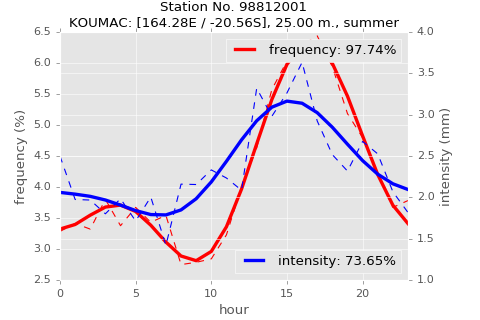 Station No. 98812001
KOUMAC: [164.28E / -20.56S], 25.00 m., summer
frequency: 97.74%
intensity: 73.65%
frequency (%)
6.5
6.0
5.5
5.0
4.5
4.0
3.5
3.0
2.5
intensity (mm)
4.0
3.5
3.0
2.5
2.0
1.5
1.0
0 5 10 15 20
hour